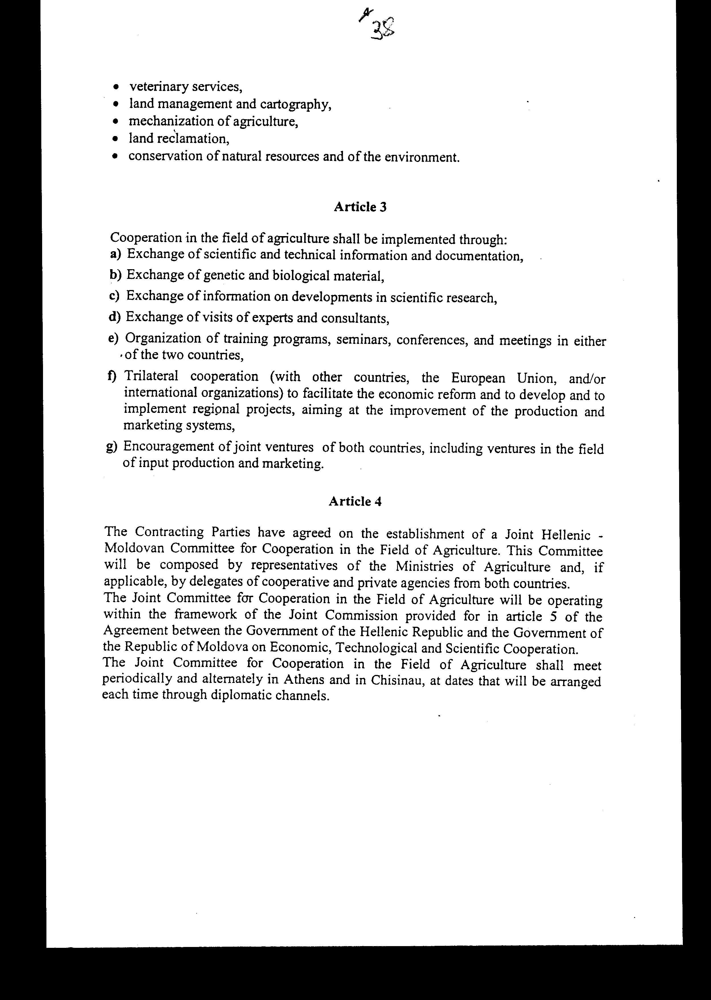 38
• veterinary services,
• land management and cartography,
• mechanization of agriculture,
• land reclamation,
• conservation of natural resources and of the environment.
Article 3
Cooperation in the field of agriculture shall be implemented through:
a) Exchange of scientific and technical information and documentation,
b) Exchange of genetic and biological material,
c) Exchange of information on developments in scientific research,
d) Exchange of visits of experts and consultants,
e) Organization of training programs, seminars, conferences, and meetings in either
of the two countries,
f) Trilateral cooperation (with other countries, the European Union, and/or
international organizations) to facilitate the economic reform and to develop and to
implement regional projects, aiming at the improvement of the production and
marketing systems,
g) Encouragement of joint ventures of both countries, including ventures in the field
of input production and marketing.
Article 4
The Contracting Parties have agreed on the establishment of a Joint Hellenic -
Moldovan Committee for Cooperation in the Field of Agriculture. This Committee
will be composed by representatives of the Ministries of Agriculture and, if
applicable, by delegates of cooperative and private agencies from both countries.
The Joint Committee for Cooperation in the Field of Agriculture will be operating
within the framework of the Joint Commission provided for in article 5 of the
Agreement between the Government of the Hellenic Republic and the Government of
the Republic of Moldova on Economic, Technological and Scientific Cooperation.
The Joint Committee for Cooperation in the Field of Agriculture shall meet
periodically and alternately in Athens and in Chisinau, at dates that will be arranged
each time through diplomatic channels.